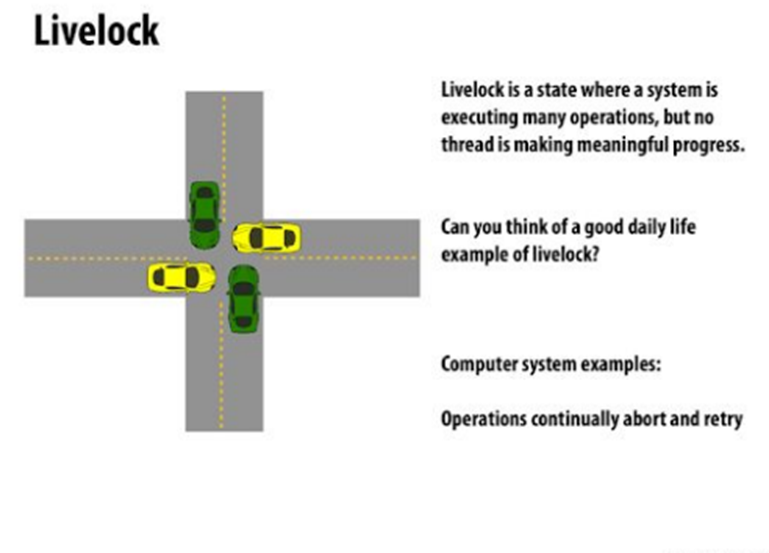 Livelock
Livelock is a state where a system is
executing many operations, but no
thread is making meaningful progress.
Can you think of a good daily life
example of livelock?
Computer system examples:
Operations continually abort and retry